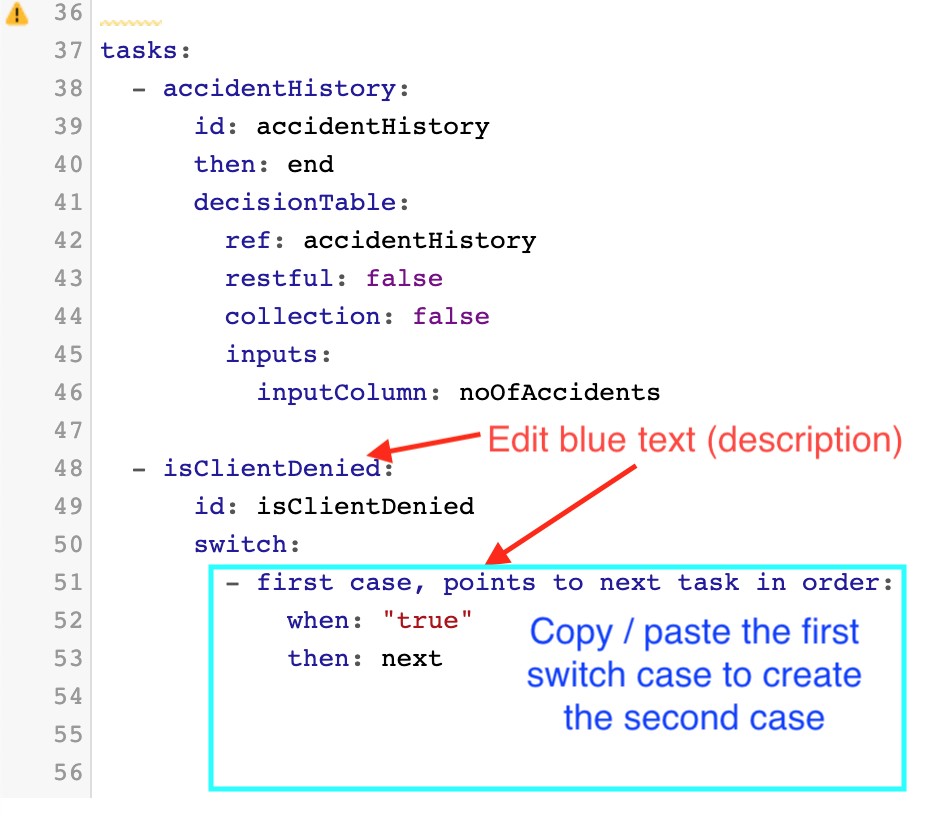 36
37 tasks:
38 - accidentHistory:
39 id: accidentHistory
40 then: end
41 decisionTable:
42 ref: accidentHistory
43 restful: false
44 collection: false
45 inputs:
46 inputColumn: noOfAccidents
47
Edit blue text (description)
48 - isClientDenied:
49 id: isClientDenied
50 switch:
51 - first case, points to next task in order:
52 when: "true"
53 then: next
Copy / paste the first
switch case to create
the second case
54
55
56